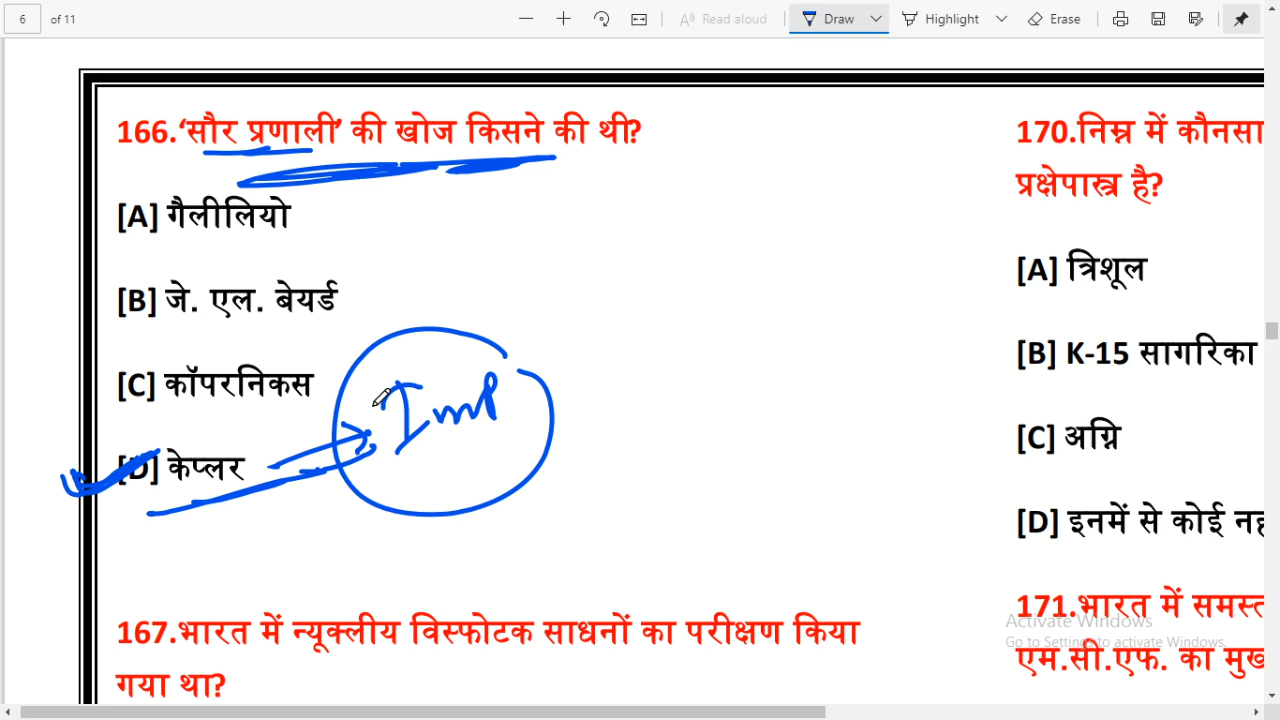 6 of 11 Read aloud Draw Highlight Erase
166.‘सौर प्रणाली’ की खोज किसने की थी?
[A] गैलीलियो
[B] जे. एल. बेयर्ड
[C] कॉपरनिकस
[D] केप्लर
Imp
167.भारत में न्यूक्लीय विस्फोटक साधनों का परीक्षण किया
गया था?
170.निम्न में कौनसा
प्रक्षेपास्त्र है?
[A] त्रिशूल
[B] K-15 सागरिका
[C] अग्नि
[D] इनमें से कोई नह
171.भारत में समस्त
एम.सी.एफ. का मुख
Activate Windows
Go to Settings to activate Windows.